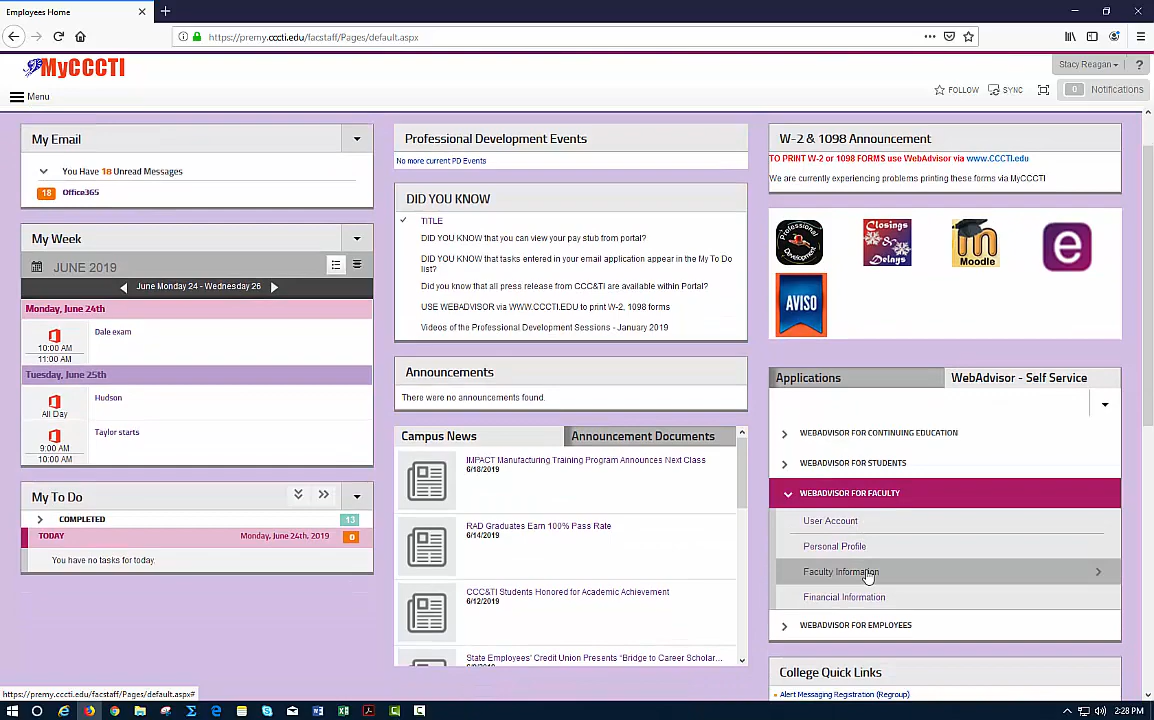 Employees Home
https://premy.cccti.edu/facstaff/Pages/default.aspx
MyCCCTI
Stacy Reagan
?
Menu
FOLLOW
SYNC
0
Notifications
My Email
You Have 18 Unread Messages
18
Office365
My Week
JUNE 2019
June Monday 24 - Wednesday 26
Monday, June 24th
10:00 AM
11:00 AM
Dale exam
Tuesday, June 25th
All Day
Hudson
9:00 AM
10:00 AM
Taylor starts
My To Do
COMPLETED
13
TODAY
Monday, June 24th, 2019
0
You have no tasks for today.
Professional Development Events
No more current PD Events
DID YOU KNOW
TITLE
DID YOU KNOW that you can view your pay stub from portal?
DID YOU KNOW that tasks entered in your email application appear in the My To Do
list?
Did you know that all press release from CCC&TI are available within Portal?
USE WEBADVISOR via WWW.CCCTI.EDU to print W-2, 1098 forms
Videos of the Professional Development Sessions - January 2019
Announcements
There were no announcements found.
Campus News
Announcement Documents
IMPACT Manufacturing Training Program Announces Next Class
6/18/2019
RAD Graduates Earn 100% Pass Rate
6/14/2019
CCC&TI Students Honored for Academic Achievement
6/12/2019
State Employees' Credit Union Presents "Bridge to Career Scholar...
W-2 & 1098 Announcement
TO PRINT W-2 or 1098 FORMS use WebAdvisor via www.CCCTI.edu
We are currently experiencing problems printing these forms via MyCCCTI
Professional
Development
Closings
&
Delays
m
Moodle
e
AVISO
Applications
WebAdvisor - Self Service
WEBADVISOR FOR CONTINUING EDUCATION
WEBADVISOR FOR STUDENTS
WEBADVISOR FOR FACULTY
User Account
Personal Profile
Faculty Information
Financial Information
WEBADVISOR FOR EMPLOYEES
College Quick Links
Alert Messaging Registration (Regroup)
https://premy.cccti.edu/facstaff/Pages/default.aspx#
2:28 PM